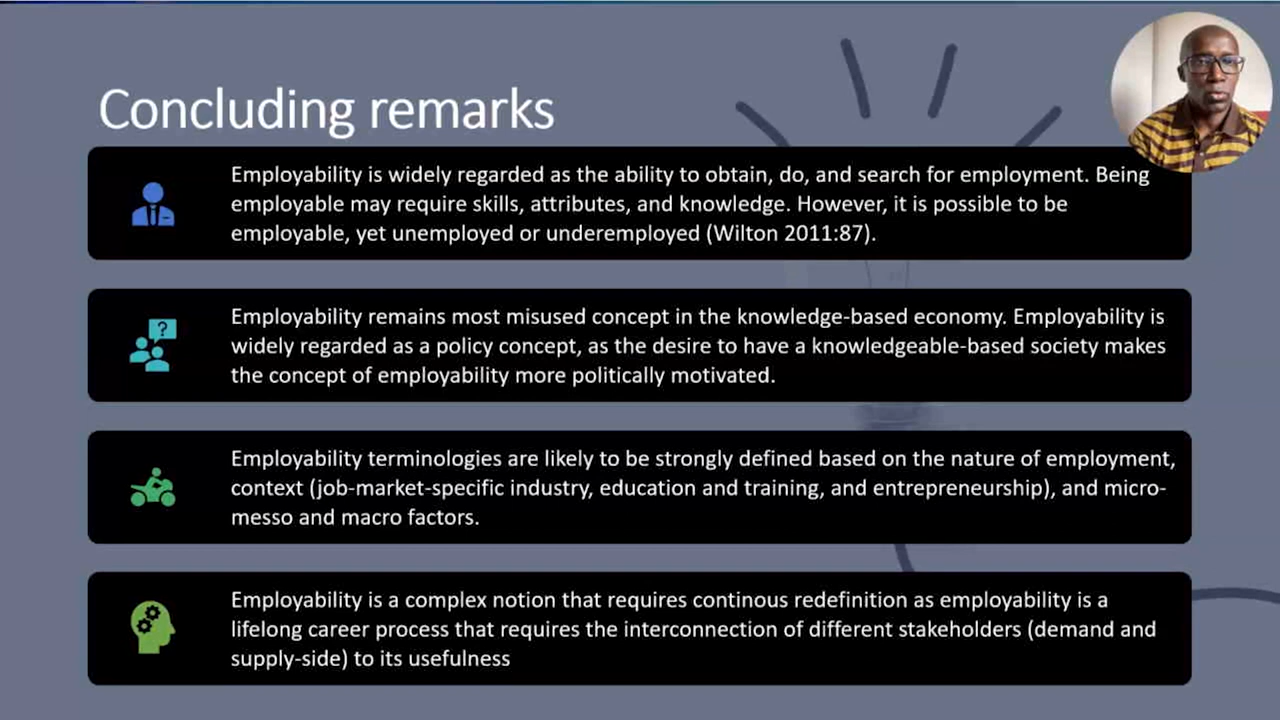 Concluding remarks
Employability is widely regarded as the ability to obtain, do, and search for employment. Being
employable may require skills, attributes, and knowledge. However, it is possible to be
employable, yet unemployed or underemployed (Wilton 2011:87).
?
Employability remains most misused concept in the knowledge-based economy. Employability is
widely regarded as a policy concept, as the desire to have a knowledgeable-based society makes
the concept of employability more politically motivated.
Employability terminologies are likely to be strongly defined based on the nature of employment,
context (job-market-specific industry, education and training, and entrepreneurship), and micro-
messo and macro factors.
Employability is a complex notion that requires continous redefinition as employability is a
lifelong career process that requires the interconnection of different stakeholders (demand and
supply-side) to its usefulness